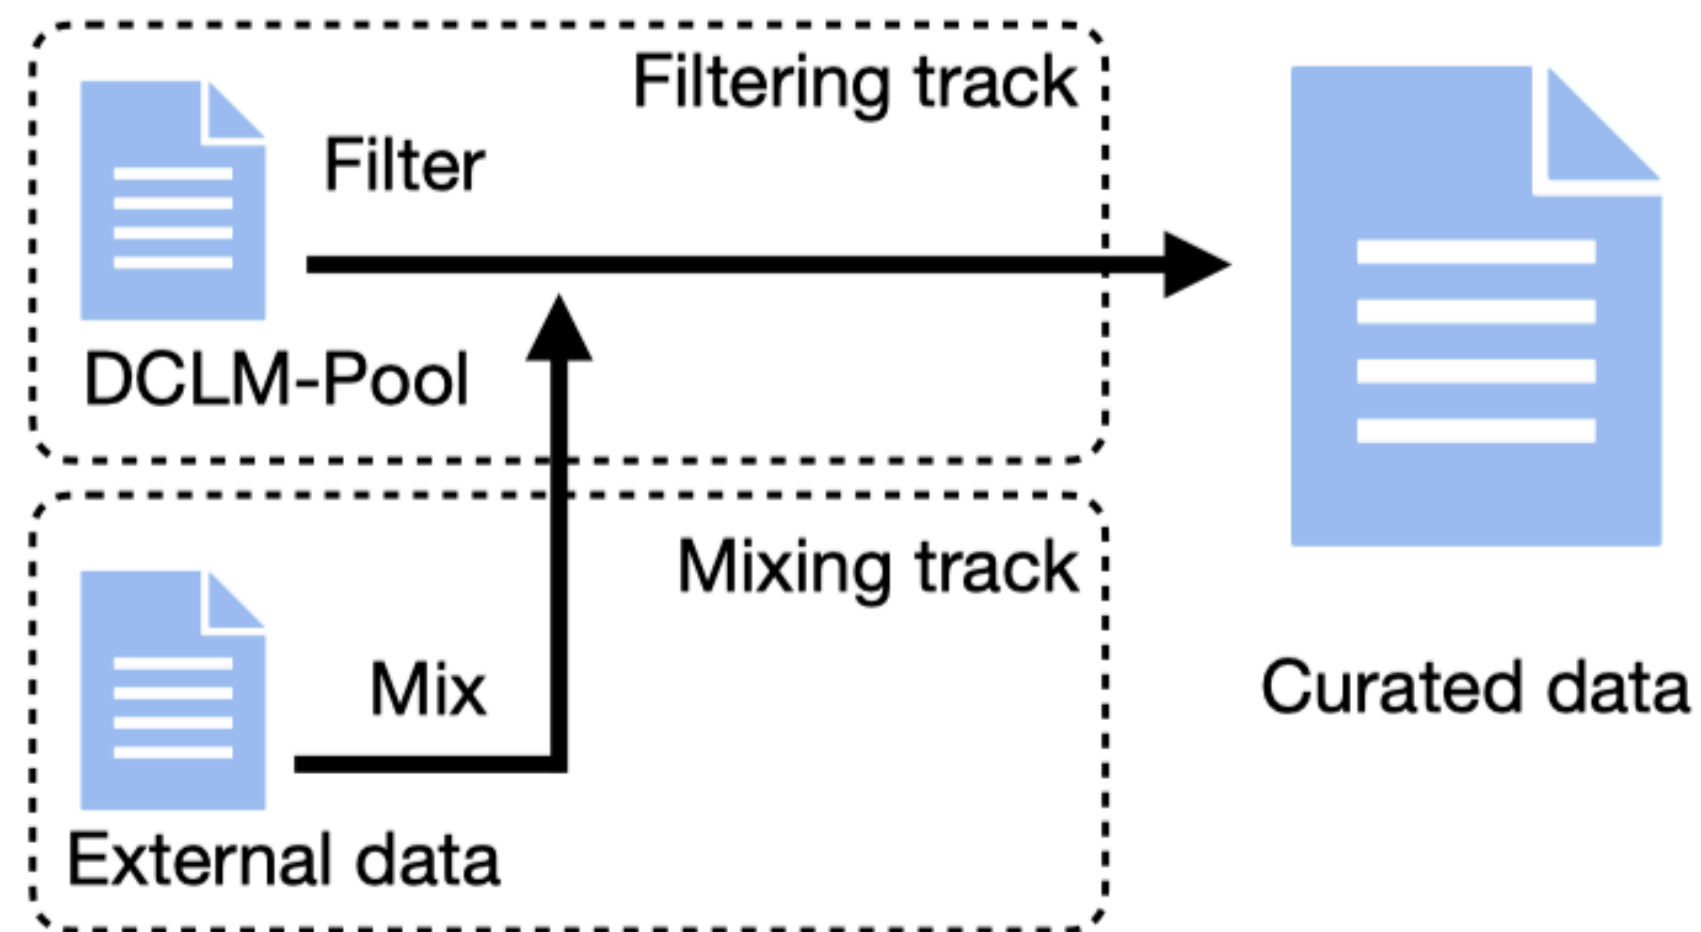 Filtering track
Filter
DCLM-Pool
Mixing track
Mix
External data
Curated data